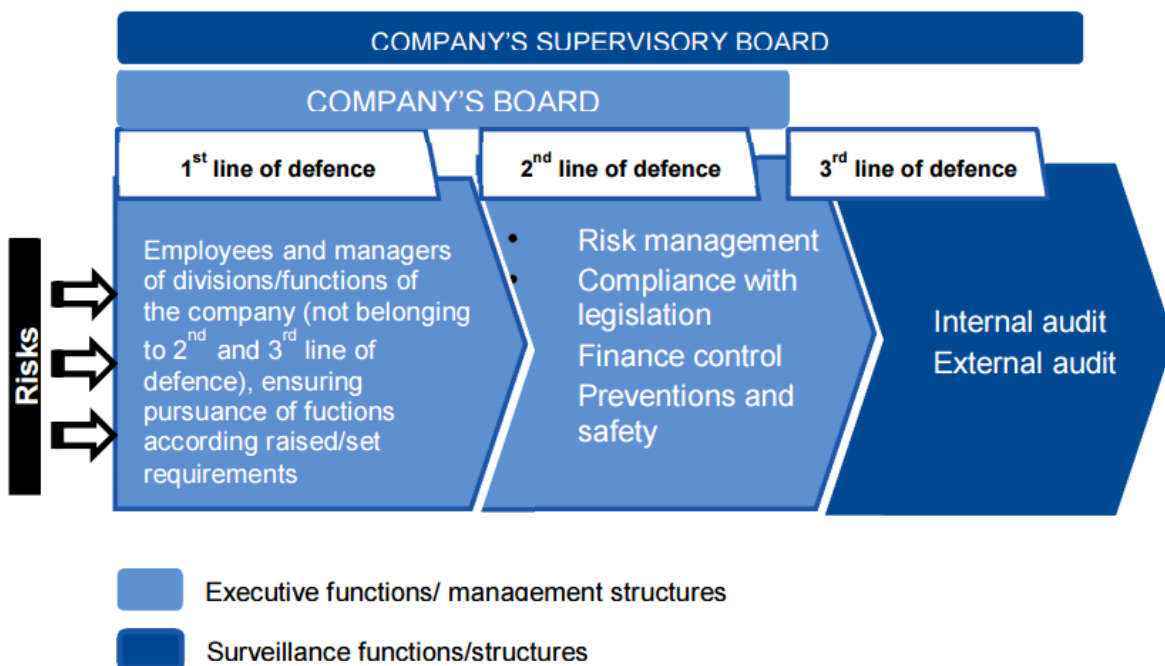 COMPANY'S SUPERVISORY BOARD
COMPANY'S BOARD
1st line of defence
2nd line of defence
3rd line of defence
Risks
Employees and managers
of divisions/functions of
the company (not belonging
to 2nd and 3rd line of
defence), ensuring
pursuance of fuctions
according raised/set
requirements
• Risk management
• Compliance with
legislation
Finance control
Preventions and
safety
Internal audit
External audit
Executive functions/ management structures
Surveillance functions/structures